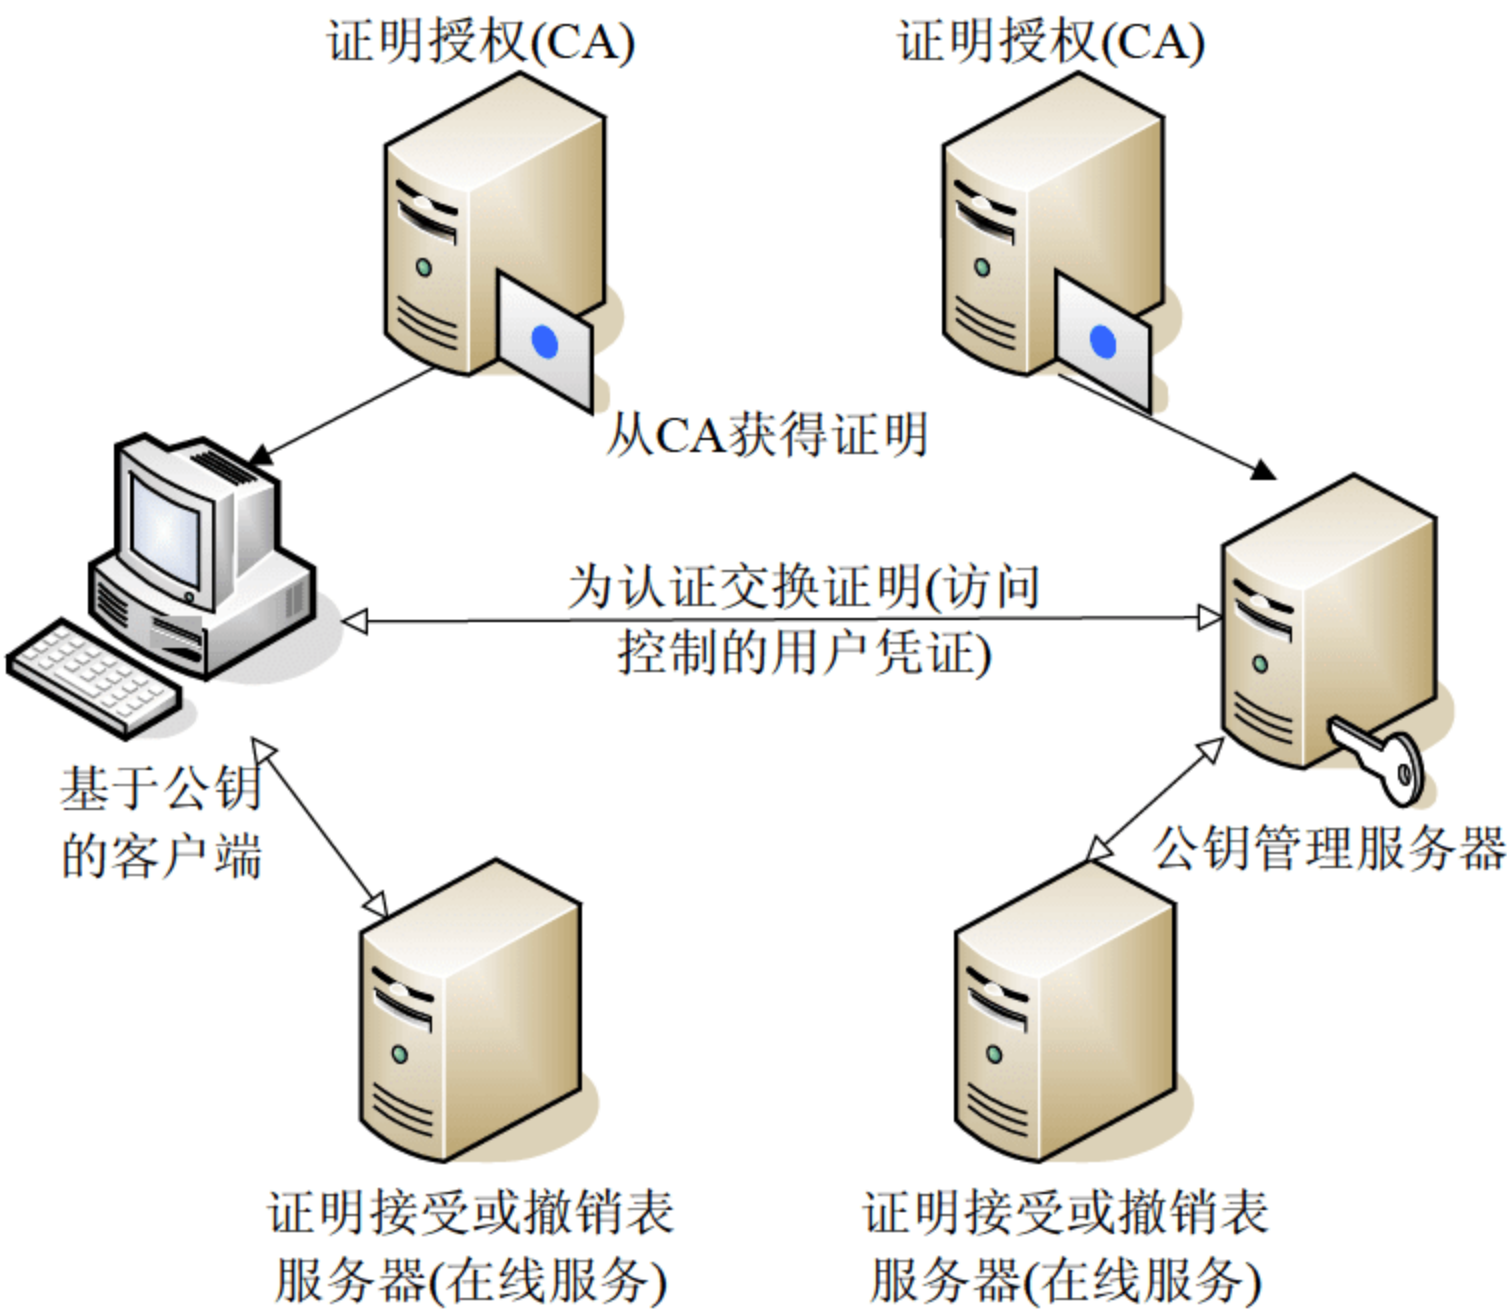 证明授权(CA)
证明授权(CA)
从CA获得证明
为认证交换证明(访问
控制的用户凭证)
基于公钥
的客户端
公钥管理服务器
证明接受或撤销表
服务器(在线服务)
证明接受或撤销表
服务器(在线服务)